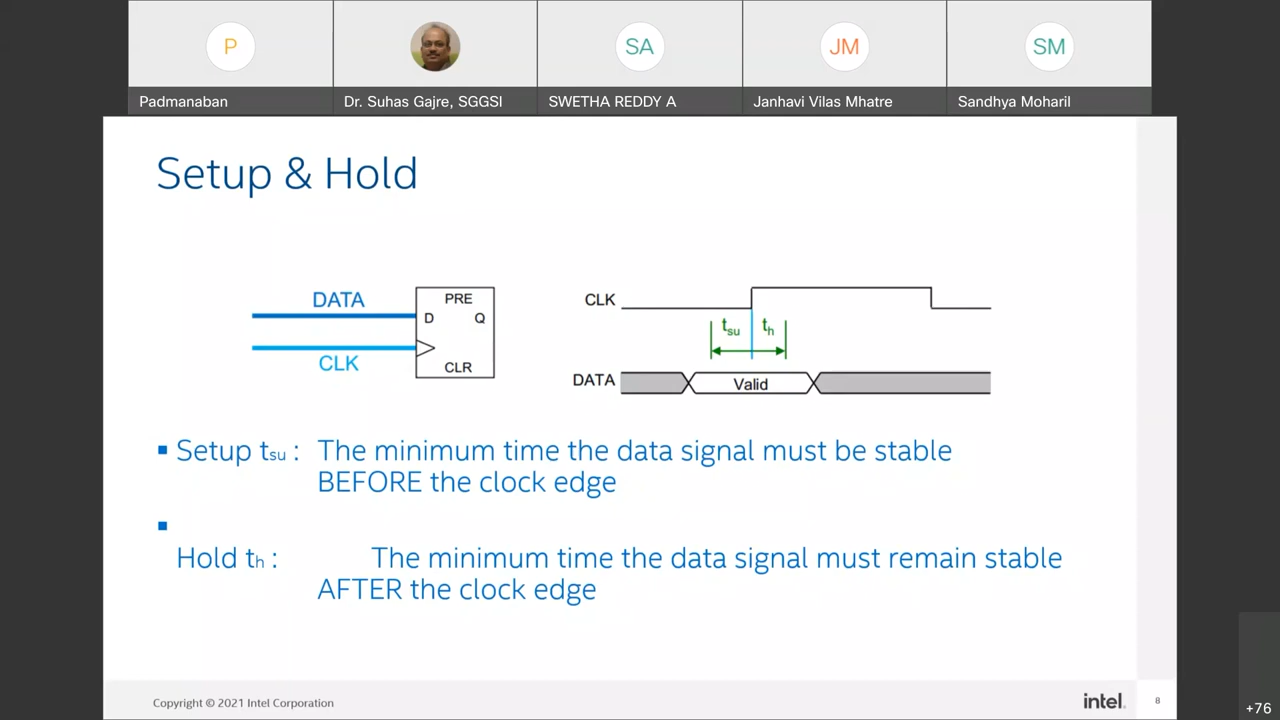 P
SA
JM
SM
Padmanaban
Dr. Suhas Gajre, SGGSI
SWETHA REDDY A
Janhavi Vilas Mhatre
Sandhya Moharil
Setup & Hold
DATA
PRE
D
Q
CLK
CLR
CLK
tsu
th
DATA
Valid
▪ Setup tsu : The minimum time the data signal must be stable
BEFORE the clock edge
▪
Hold th : The minimum time the data signal must remain stable
AFTER the clock edge
Copyright © 2021 Intel Corporation
intel.
8
+76